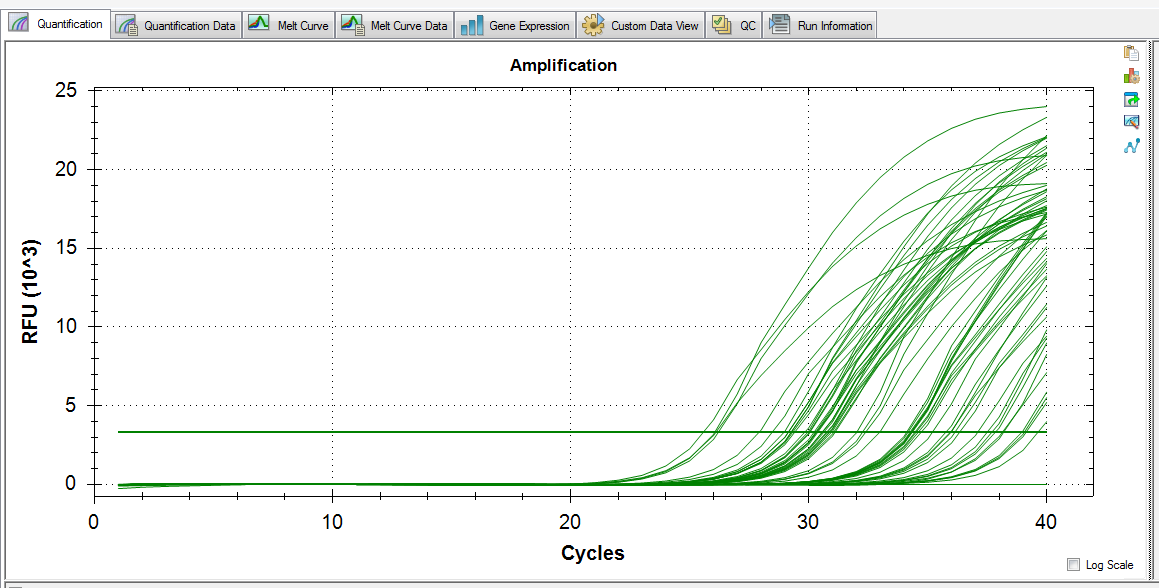 Quantification Quantification Data Melt Curve Melt Curve Data Gene Expression Custom Data View QC Run Information
Amplification
25
20
15
10
5
0
RFU (10^3)
0 10 20 30 40
Cycles
Log Scale